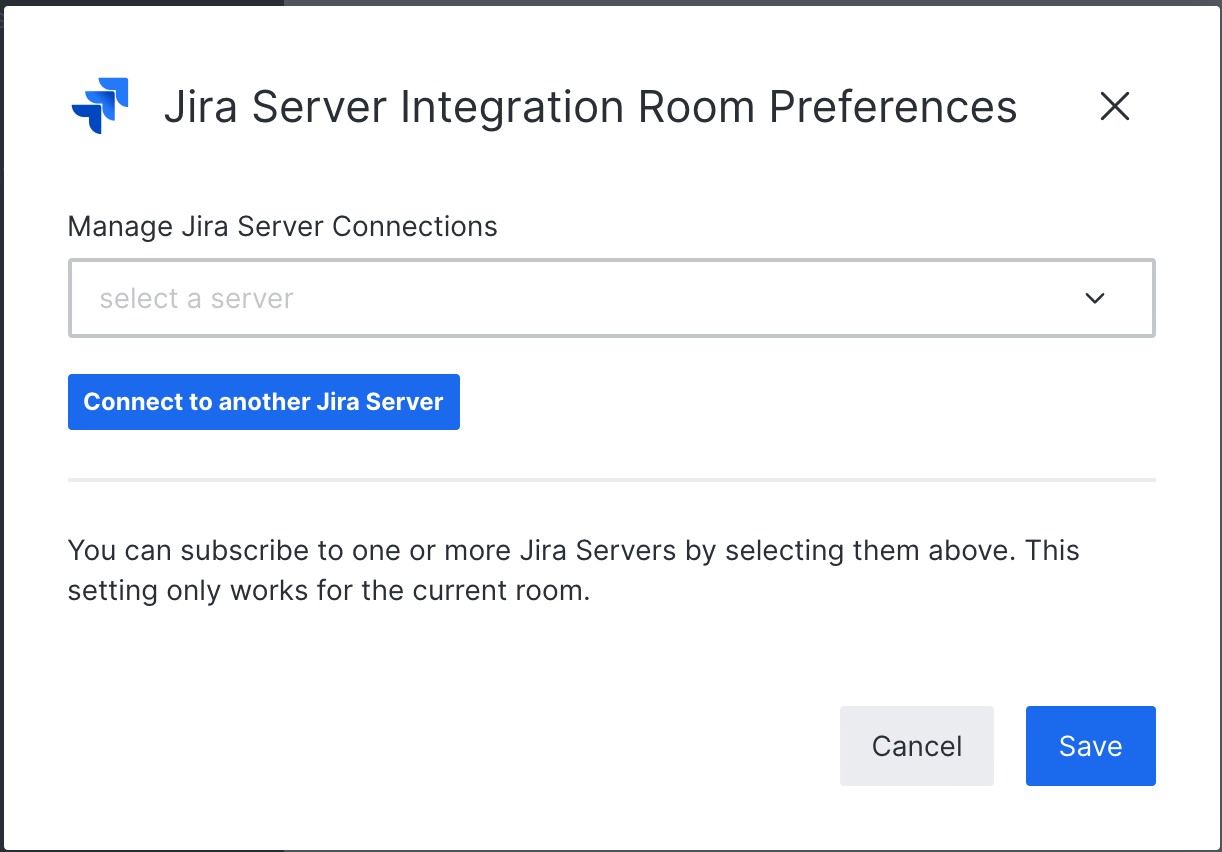 Jira Server Integration Room Preferences
Manage Jira Server Connections
select a server
Connect to another Jira Server
You can subscribe to one or more Jira Servers by selecting them above. This
setting only works for the current room.
Cancel
Save